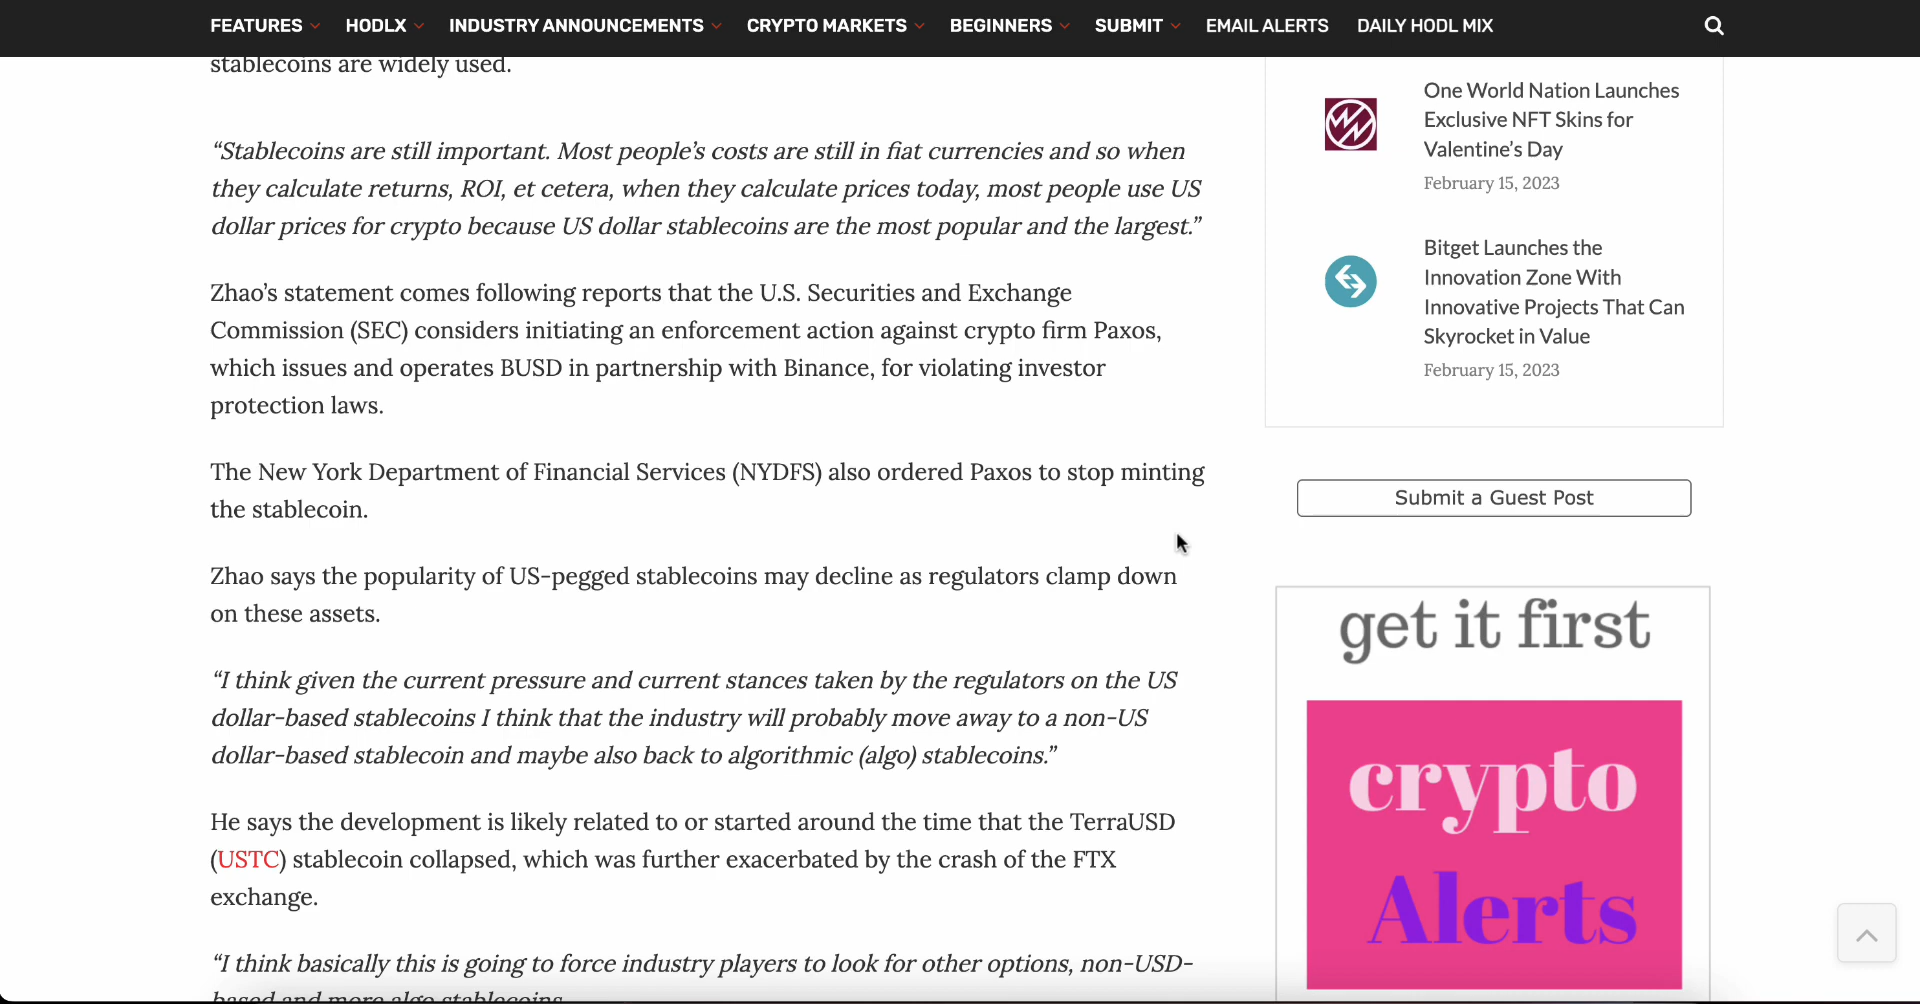 FEATURES HODLX INDUSTRY ANNOUNCEMENTS CRYPTO MARKETS BEGINNERS SUBMIT EMAIL ALERTS DAILY HODL MIX
stablecoins are widely used.
“Stablecoins are still important. Most people’s costs are still in fiat currencies and so when
they calculate returns, ROI, et cetera, when they calculate prices today, most people use US
dollar prices for crypto because US dollar stablecoins are the most popular and the largest.”
Zhao’s statement comes following reports that the U.S. Securities and Exchange
Commission (SEC) considers initiating an enforcement action against crypto firm Paxos,
which issues and operates BUSD in partnership with Binance, for violating investor
protection laws.
The New York Department of Financial Services (NYDFS) also ordered Paxos to stop minting
the stablecoin.
Zhao says the popularity of US-pegged stablecoins may decline as regulators clamp down
on these assets.
“I think given the current pressure and current stances taken by the regulators on the US
dollar-based stablecoins I think that the industry will probably move away to a non-US
dollar-based stablecoin and maybe also back to algorithmic (algo) stablecoins.”
He says the development is likely related to or started around the time that the TerraUSD
(USTC) stablecoin collapsed, which was further exacerbated by the crash of the FTX
exchange.
“I think basically this is going to force industry players to look for other options, non-USD-
based and more algo stablecoins
One World Nation Launches
Exclusive NFT Skins for
Valentine’s Day
February 15, 2023
Bitget Launches the
Innovation Zone With
Innovative Projects That Can
Skyrocket in Value
February 15, 2023
Submit a Guest Post
get it first
crypto
Alerts